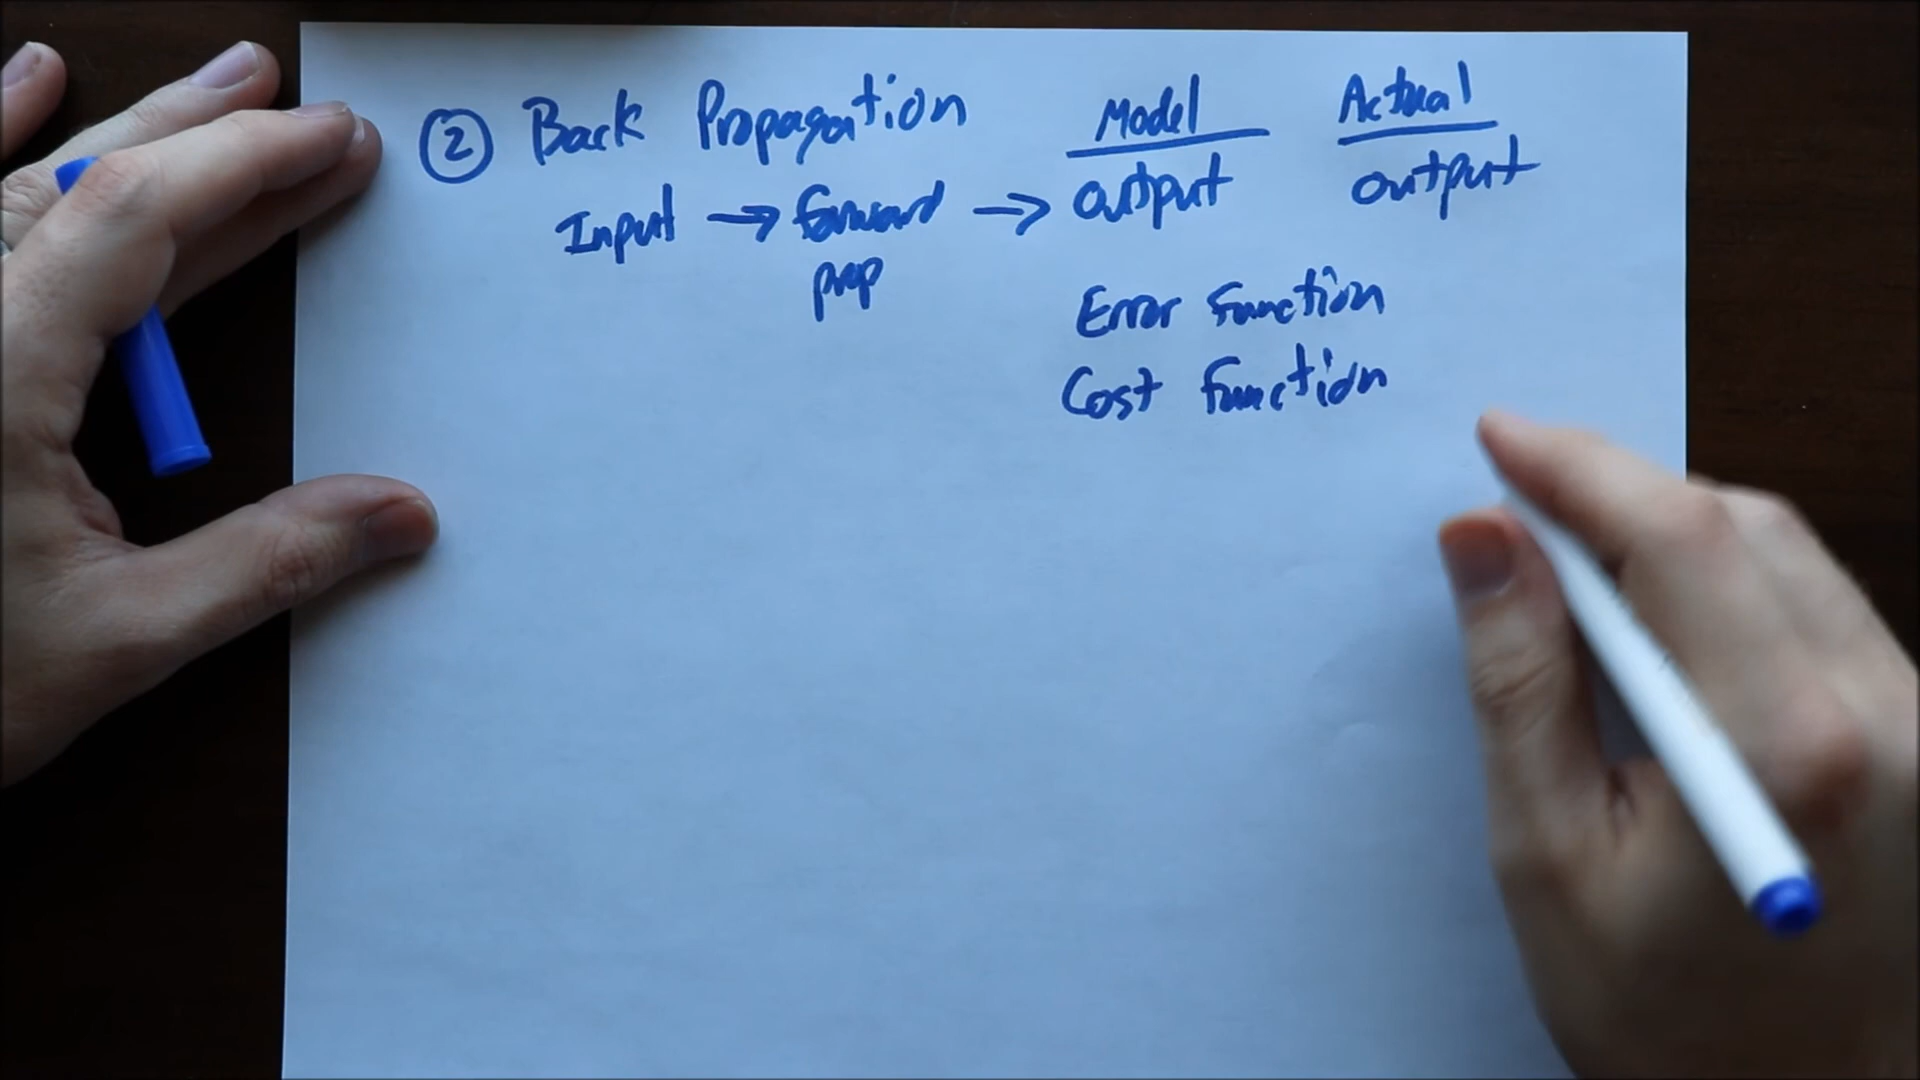 ② Back Propagation
Model Actual
Input → forward → output output
prop
Error function
Cost function